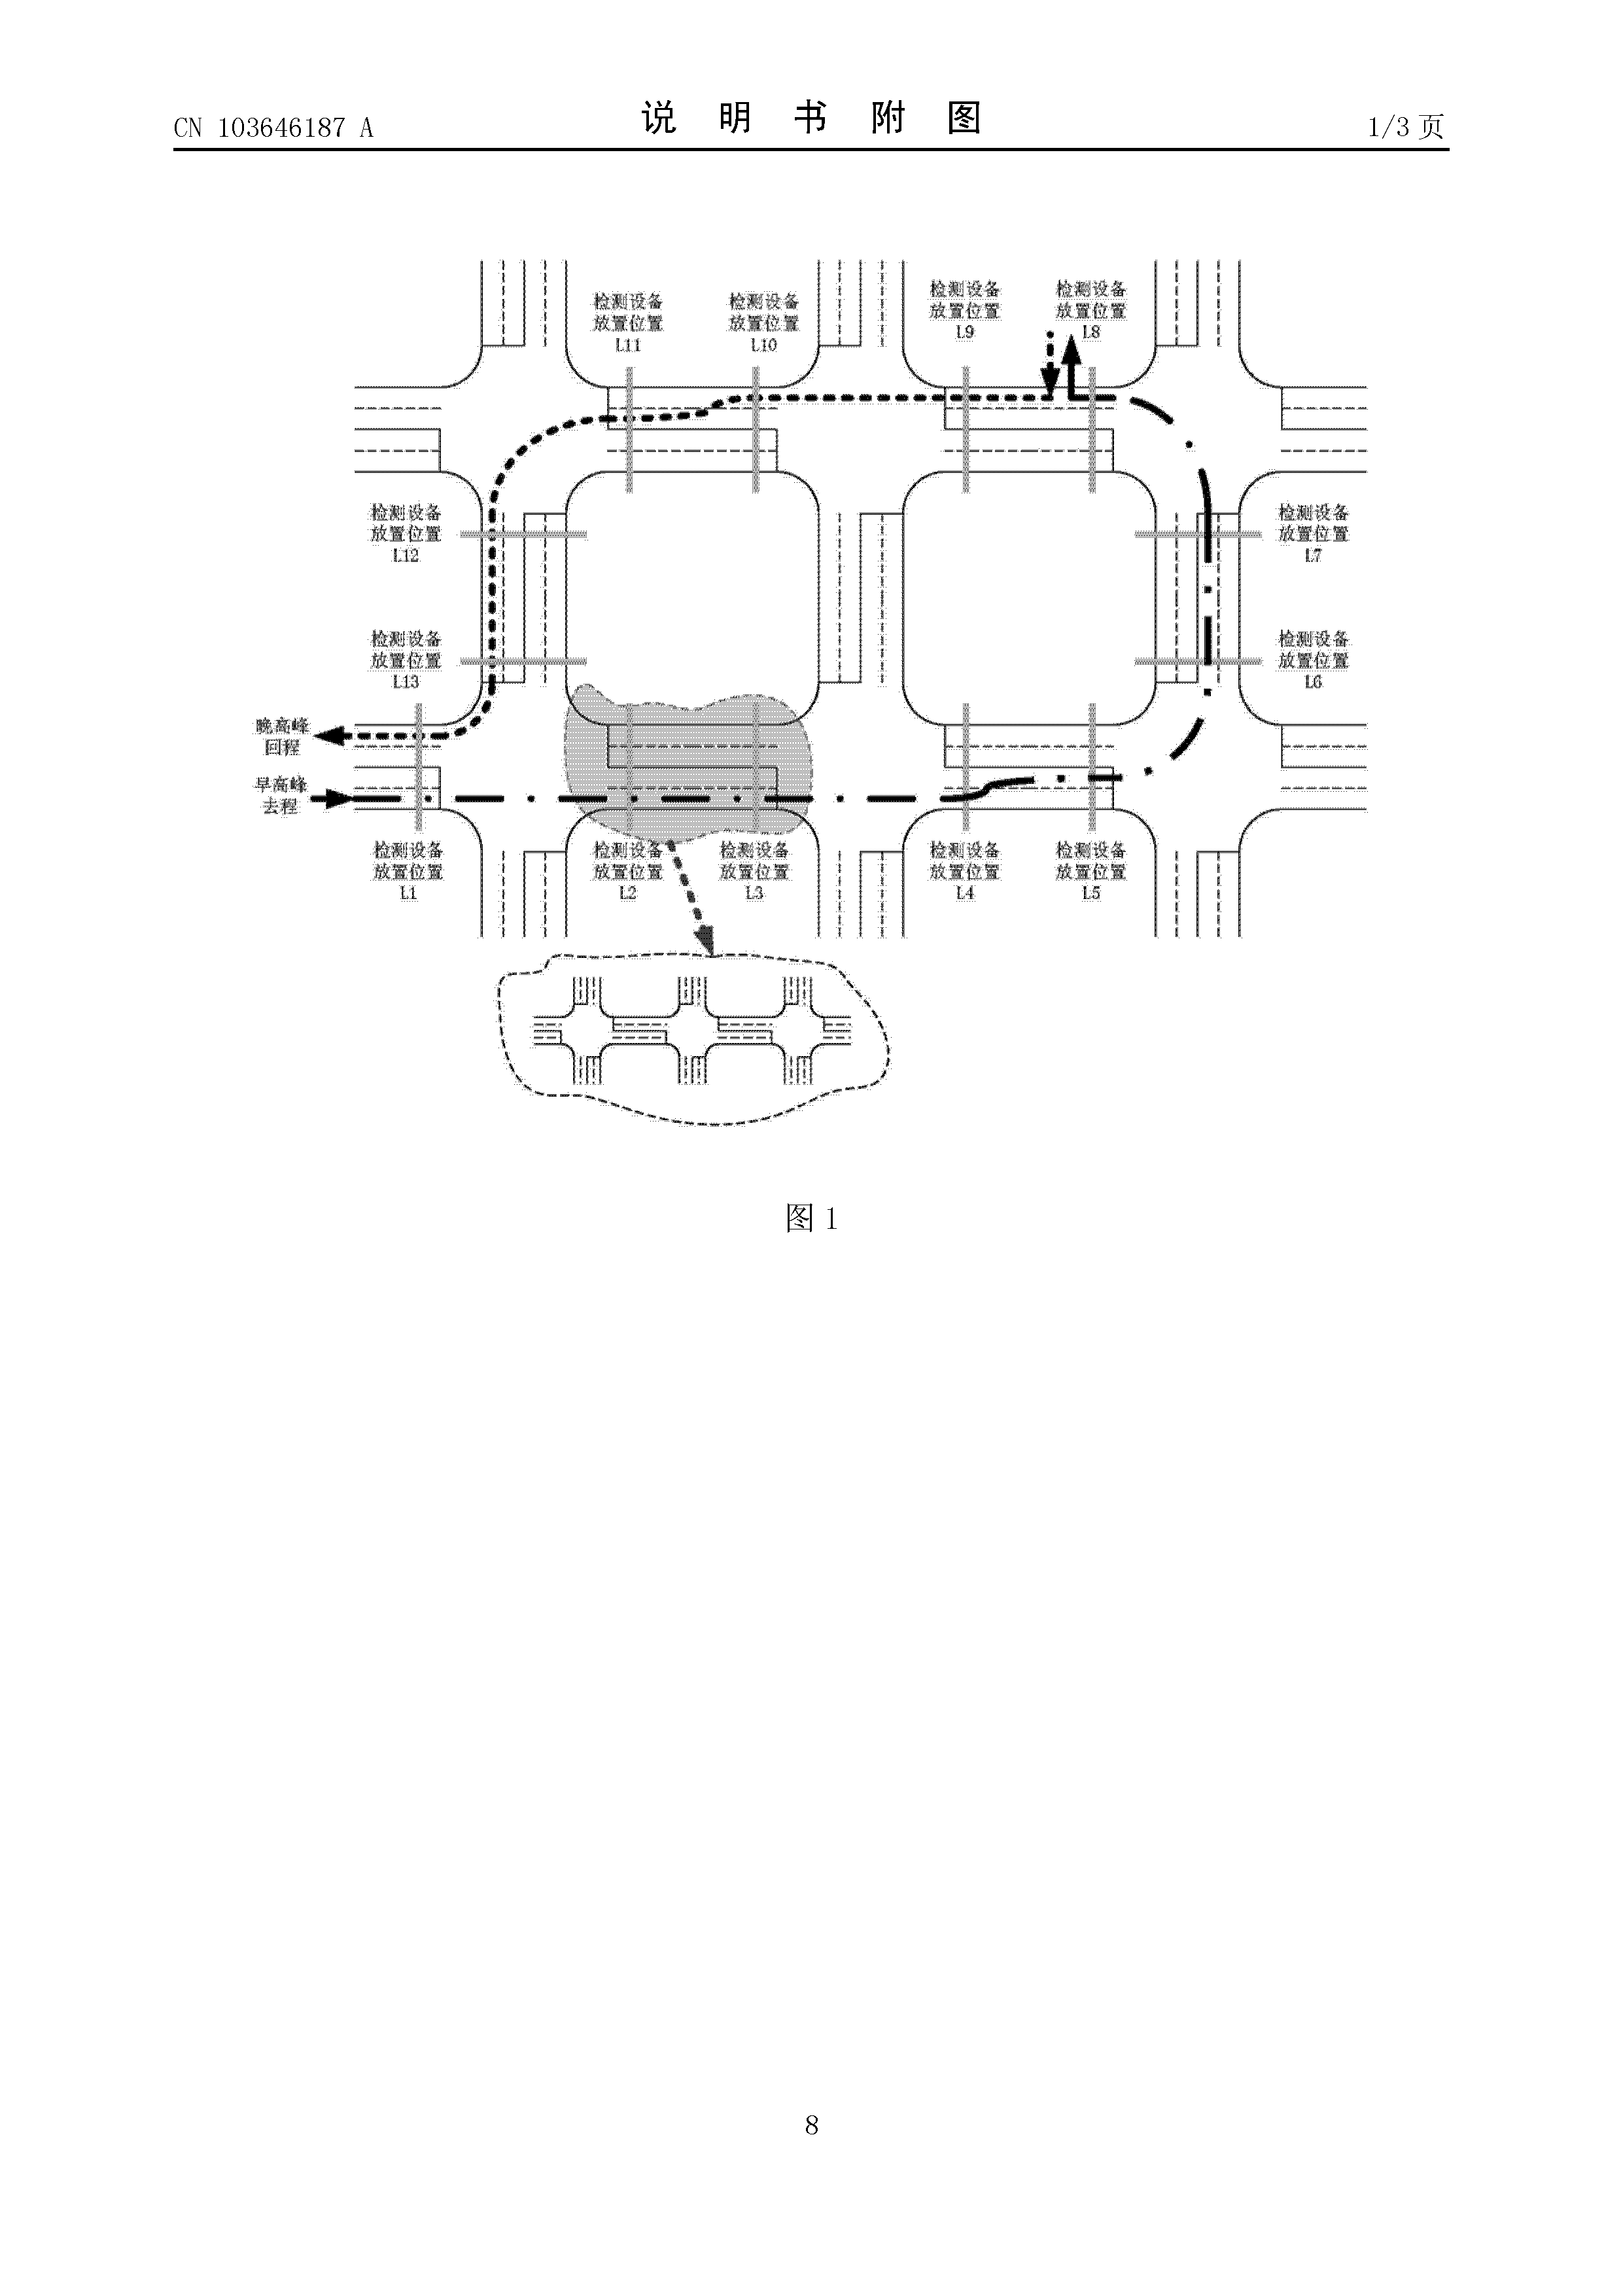 CN 103646187 A
说明书附图
1/3 页
检测设备
放置位置
L11
检测设备
放置位置
L10
检测设备
放置位置
L9
检测设备
放置位置
L8
检测设备
放置位置
L12
检测设备
放置位置
L7
检测设备
放置位置
L13
检测设备
放置位置
L6
晚高峰
回程
早高峰
去程
检测设备
放置位置
L1
检测设备
放置位置
L2
检测设备
放置位置
L3
检测设备
放置位置
L4
检测设备
放置位置
L5
图 1
8